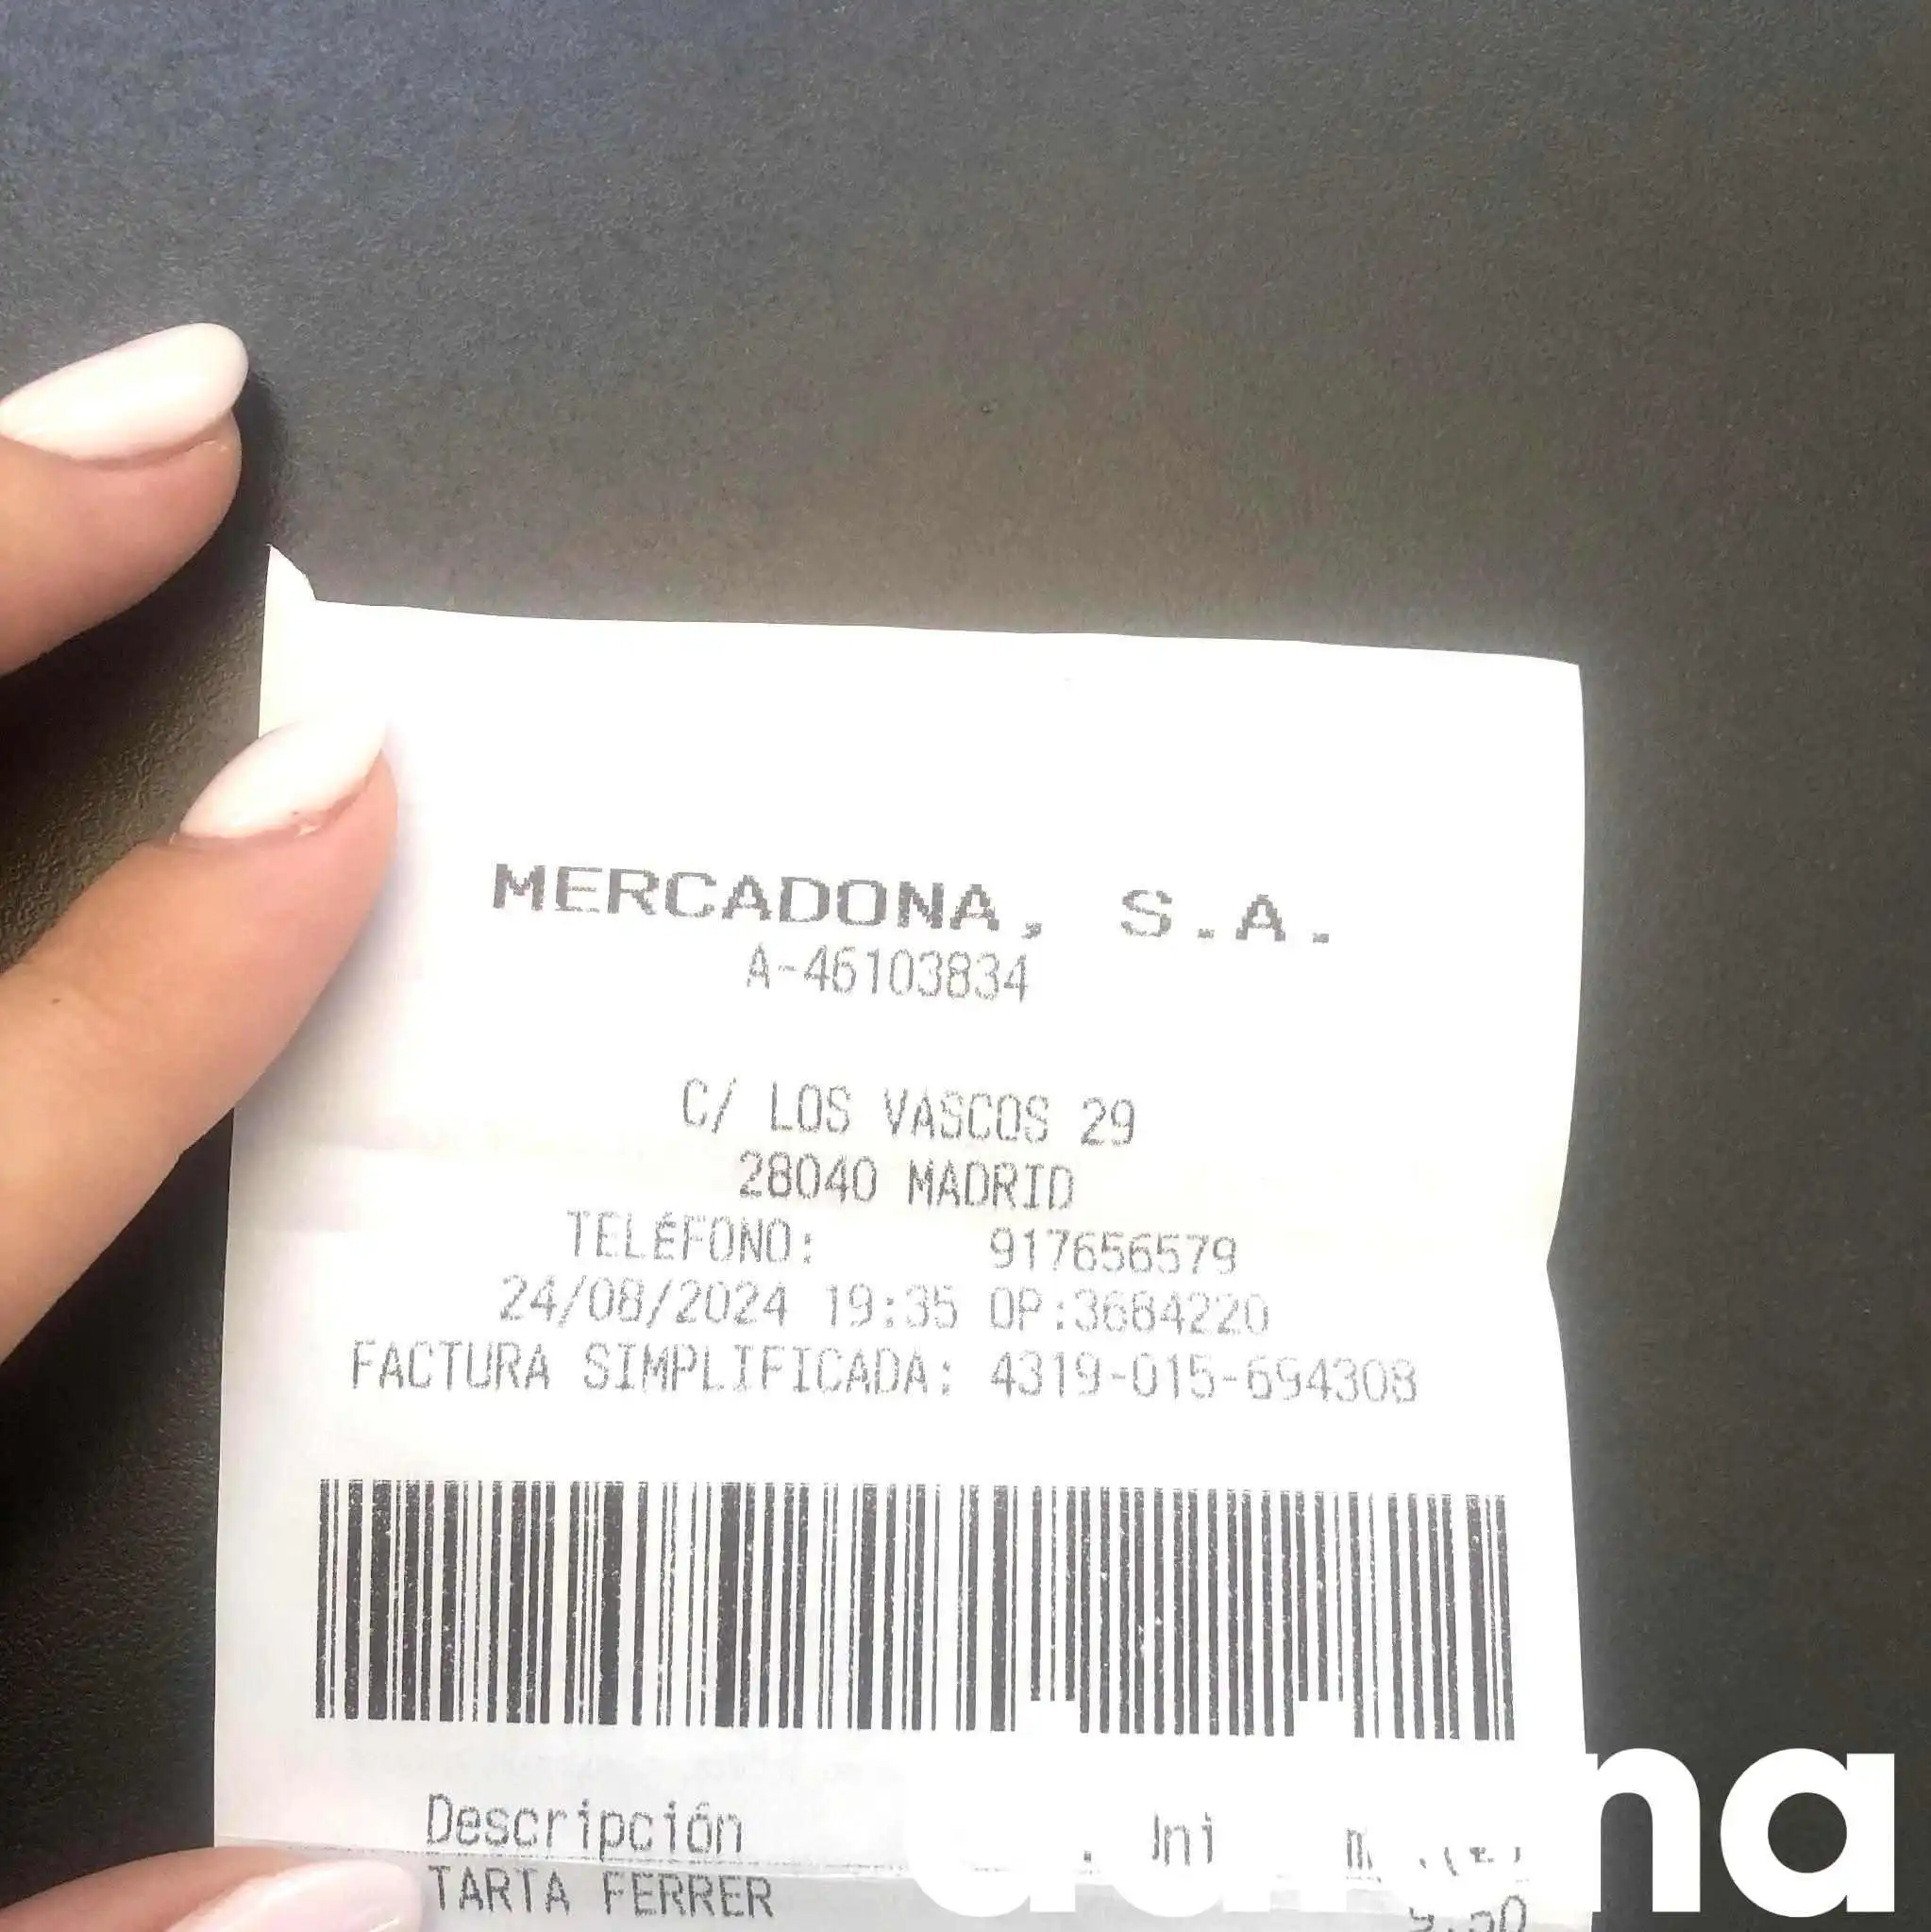 MERCADONA, S.A.
A-46103834
C/ LOS VASCOS 29
28040 MADRID
TELÉFONO: 917656579
24/08/2024 19:35 OP:3684220
FACTURA SIMPLIFICADA: 4319-015-694308
Descripción
TARTA FERRER